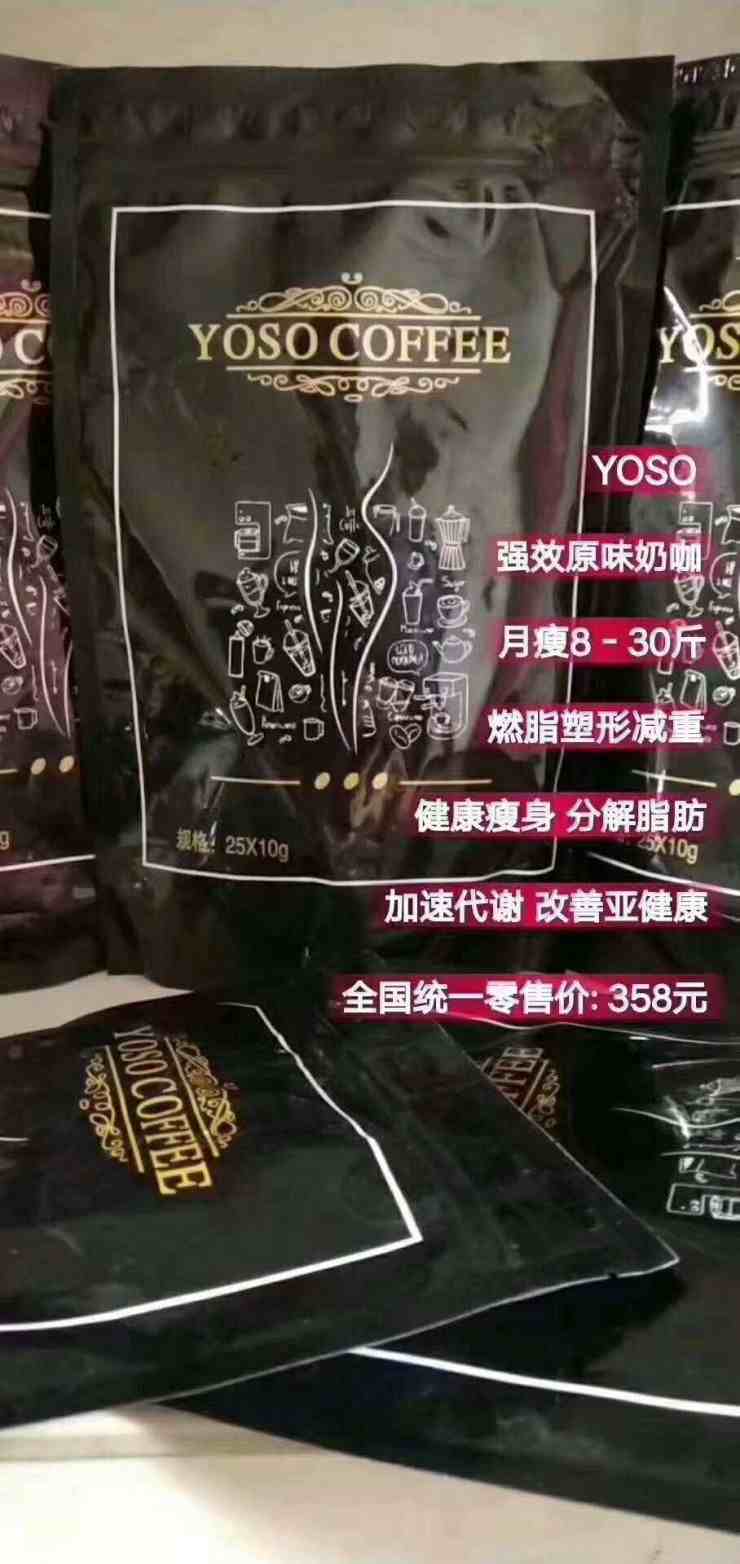 YOSO COFFEE
YOSO
强效原味奶咖
月瘦8-30斤
燃脂塑形减重
健康瘦身 分解脂肪
规格：25X10g
25X10g
加速代谢 改善亚健康
全国统一零售价: 358元
YOSO COFFEE